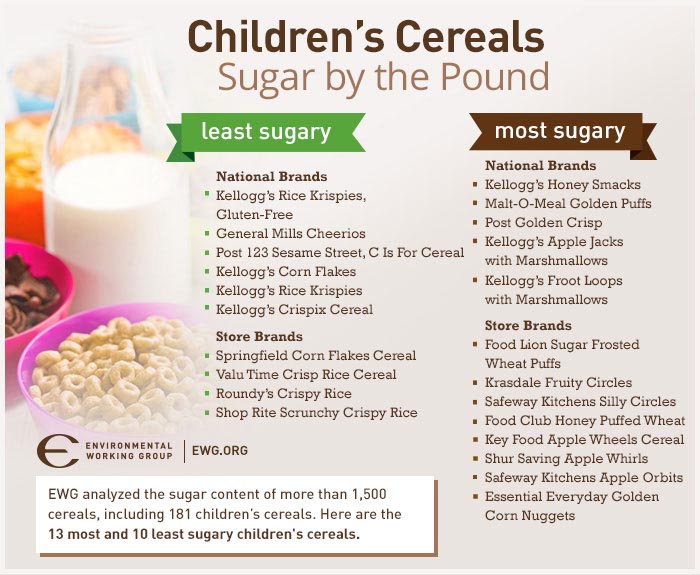 Children's Cereals
Sugar by the Pound
least sugary
National Brands
Kellogg's Rice Krispies,
Gluten-Free
General Mills Cheerios
Post 123 Sesame Street, C Is For Cereal
Kellogg's Corn Flakes
Kellogg's Rice Krispies
Kellogg's Crispix Cereal
Store Brands
Springfield Corn Flakes Cereal
Valu Time Crisp Rice Cereal
Roundy's Crispy Rice
Shop Rite Scrunchy Crispy Rice
most sugary
National Brands
Kellogg's Honey Smacks
Malt-O-Meal Golden Puffs
Post Golden Crisp
Kellogg's Apple Jacks
with Marshmallows
Kellogg's Froot Loops
with Marshmallows
Store Brands
Food Lion Sugar Frosted
Wheat Puffs
Krasdale Fruity Circles
Safeway Kitchens Silly Circles
Food Club Honey Puffed Wheat
Key Food Apple Wheels Cereal
Shur Saving Apple Whirls
Safeway Kitchens Apple Orbits
Essential Everyday Golden
Corn Nuggets
ENVIRONMENTAL
WORKING GROUP
EWG.ORG
EWG analyzed the sugar content of more than 1,500
cereals, including 181 children's cereals. Here are the
13 most and 10 least sugary children's cereals.